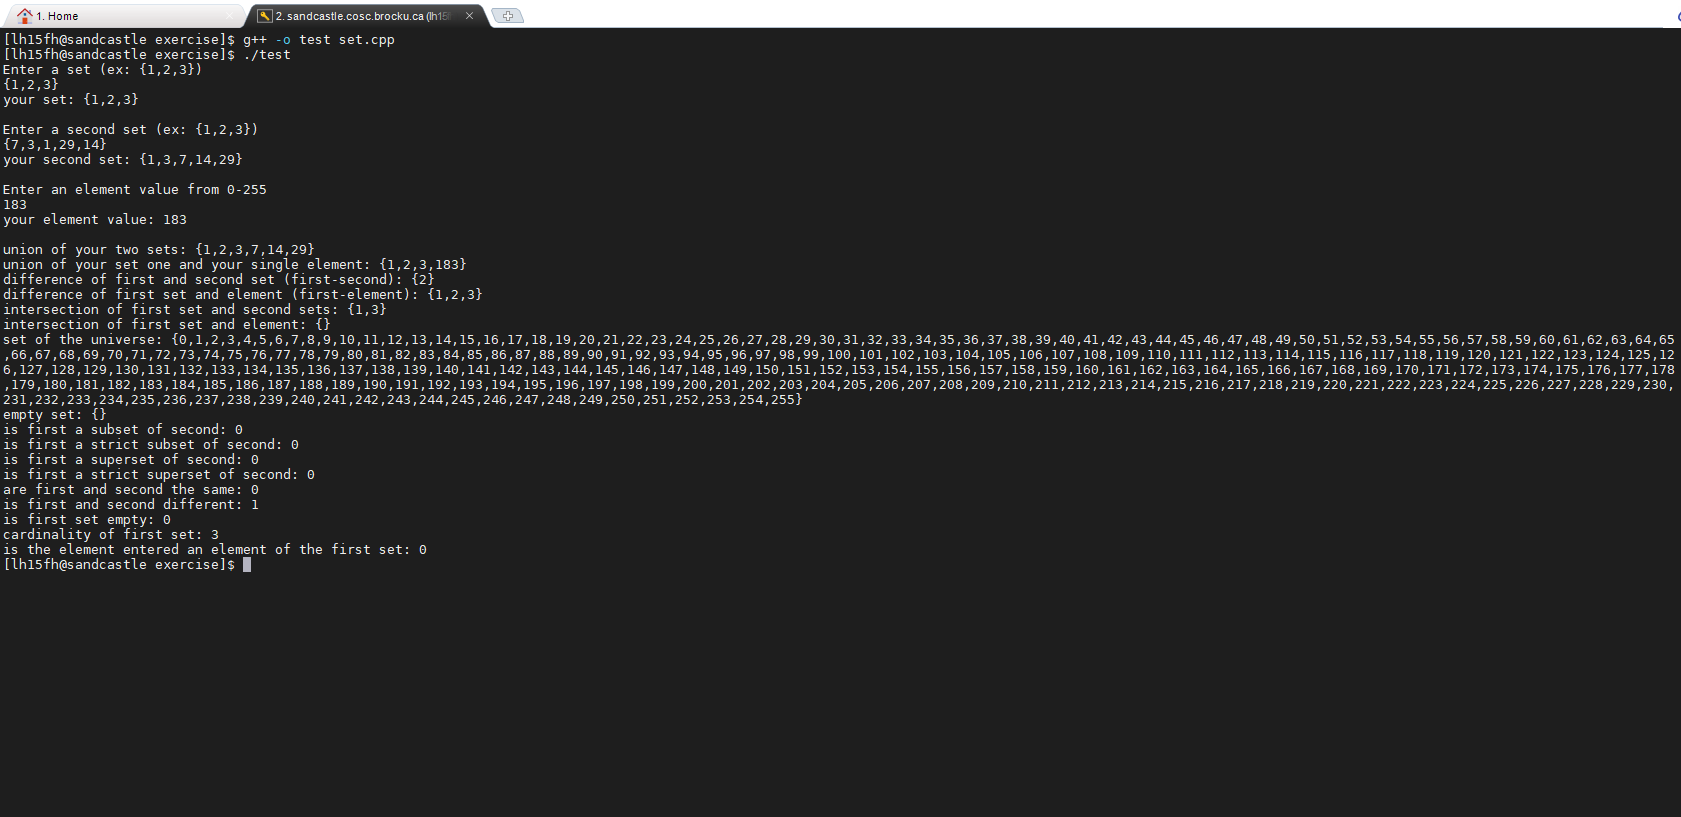 1. Home
2. sandcastle.cosc.brocku.ca (lh15
[lh15fh@sandcastle exercise]$ g++ -o test set.cpp
[lh15fh@sandcastle exercise]$ ./test
Enter a set (ex: {1,2,3})
{1,2,3}
your set: {1,2,3}
Enter a second set (ex: {1,2,3})
{7,3,1,29,14}
your second set: {1,3,7,14,29}
Enter an element value from 0-255
183
your element value: 183
union of your two sets: {1,2,3,7,14,29}
union of your set one and your single element: {1,2,3,183}
difference of first and second set (first-second): {2}
difference of first set and element (first-element): {1,2,3}
intersection of first set and second sets: {1,3}
intersection of first set and element: {}
set of the universe: {0,1,2,3,4,5,6,7,8,9,10,11,12,13,14,15,16,17,18,19,20,21,22,23,24,25,26,27,28,29,30,31,32,33,34,35,36,37,38,39,40,41,42,43,44,45,46,47,48,49,50,51,52,53,54,55,56,57,58,59,60,61,62,63,64,65
,66,67,68,69,70,71,72,73,74,75,76,77,78,79,80,81,82,83,84,85,86,87,88,89,90,91,92,93,94,95,96,97,98,99,100,101,102,103,104,105,106,107,108,109,110,111,112,113,114,115,116,117,118,119,120,121,122,123,124,125,12
6,127,128,129,130,131,132,133,134,135,136,137,138,139,140,141,142,143,144,145,146,147,148,149,150,151,152,153,154,155,156,157,158,159,160,161,162,163,164,165,166,167,168,169,170,171,172,173,174,175,176,177,178
,179,180,181,182,183,184,185,186,187,188,189,190,191,192,193,194,195,196,197,198,199,200,201,202,203,204,205,206,207,208,209,210,211,212,213,214,215,216,217,218,219,220,221,222,223,224,225,226,227,228,229,230,
231,232,233,234,235,236,237,238,239,240,241,242,243,244,245,246,247,248,249,250,251,252,253,254,255}
empty set: {}
is first a subset of second: 0
is first a strict subset of second: 0
is first a superset of second: 0
is first a strict superset of second: 0
are first and second the same: 0
is first and second different: 1
is first set empty: 0
cardinality of first set: 3
is the element entered an element of the first set: 0
[lh15fh@sandcastle exercise]$